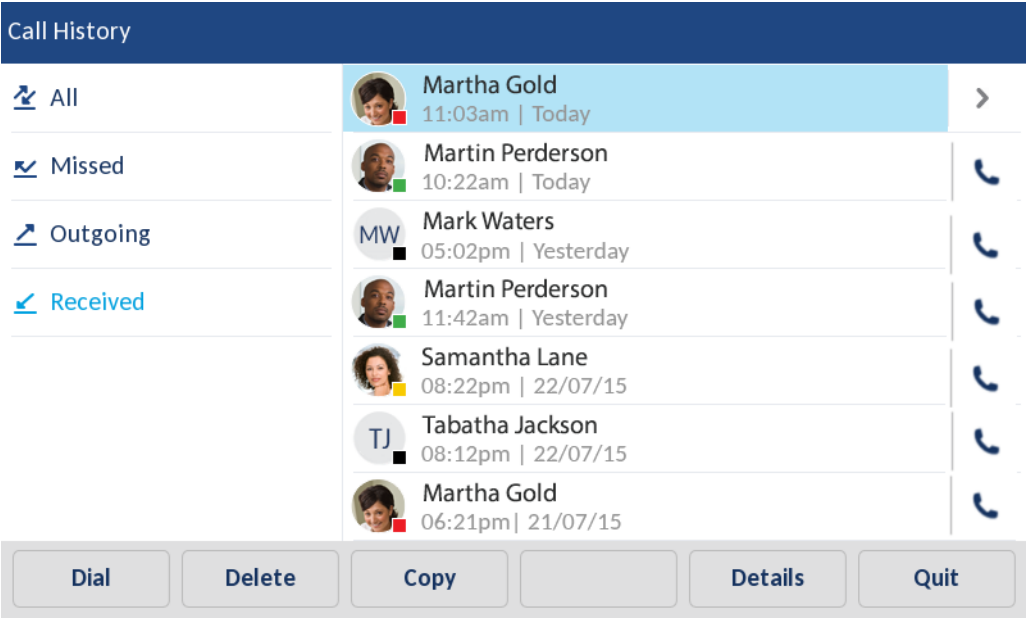 Call History
All
Missed
Outgoing
Received
Martha Gold
11:03am | Today
Martin Perderson
10:22am | Today
MW
Mark Waters
05:02pm | Yesterday
Martin Perderson
11:42am | Yesterday
Samantha Lane
08:22pm | 22/07/15
TJ
Tabatha Jackson
08:12pm | 22/07/15
Martha Gold
06:21pm| 21/07/15
Dial Delete Copy Details Quit